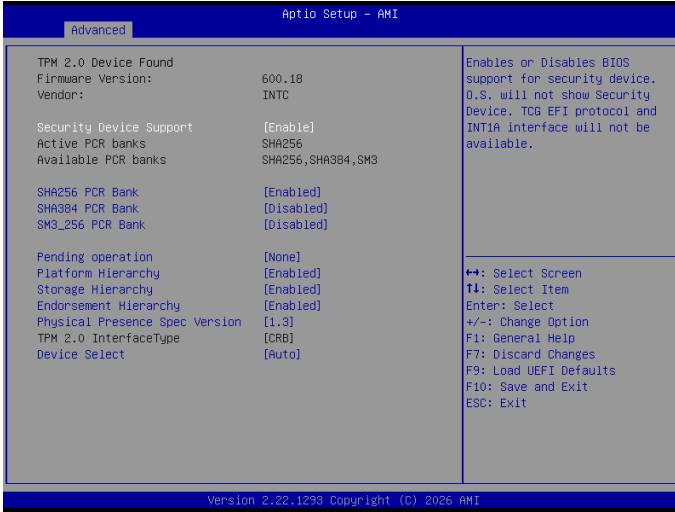 Aptio Setup – AMI
Advanced
TPM 2.0 Device Found
Firmware Version: 600.18
Vendor: INTC
Security Device Support [Enable]
Active PCR banks SHA256
Available PCR banks SHA256,SHA384,SM3
SHA256 PCR Bank [Enabled]
SHA384 PCR Bank [Disabled]
SM3_256 PCR Bank [Disabled]
Pending operation [None]
Platform Hierarchy [Enabled]
Storage Hierarchy [Enabled]
Endorsement Hierarchy [Enabled]
Physical Presence Spec Version [1.3]
TPM 2.0 InterfaceType [CRB]
Device Select [Auto]
Enables or Disables BIOS
support for security device.
O.S. will not show Security
Device. TCG EFI protocol and
INT1A interface will not be
available.
↔: Select Screen
↑↓: Select Item
Enter: Select
+/-: Change Option
F1: General Help
F7: Discard Changes
F9: Load UEFI Defaults
F10: Save and Exit
ESC: Exit
Version 2.22.1293 Copyright (C) 2026 AMI